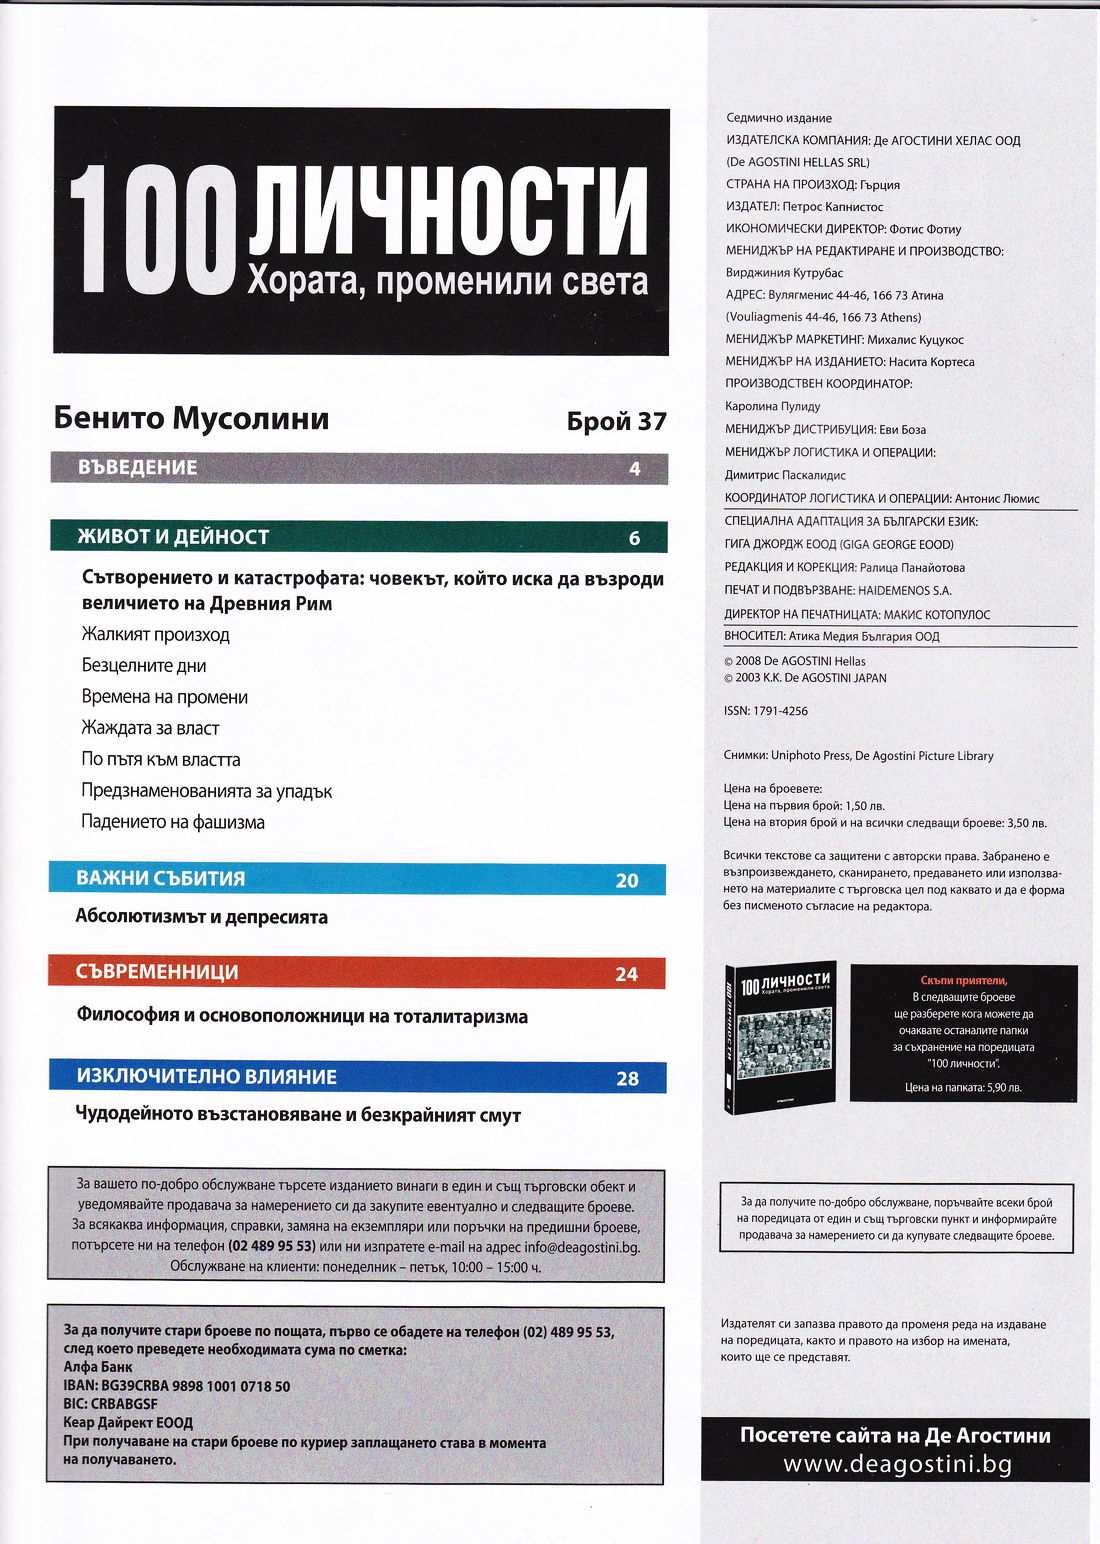 100 ЛИЧНОСТИ
Хората, променили света
Бенито Мусолини
Брой 37
ВЪВЕДЕНИЕ 4
ЖИВОТ И ДЕЙНОСТ 6
Сътворението и катастрофата: човекът, който иска да възроди
величието на Древния Рим
Жалкият произход
Безцелните дни
Времена на промени
Жаждата за власт
По пътя към властта
Предзнаменованията за упадък
Падението на фашизма
ВАЖНИ СЪБИТИЯ 20
Абсолютизмът и депресията
СЪВРЕМЕННИЦИ 24
Философия и основоположници на тоталитаризма
ИЗКЛЮЧИТЕЛНО ВЛИЯНИЕ 28
Чудодейното възстановяване и безкрайният смут
За вашето по-добро обслужване търсете изданието винаги в един и същ търговски обект и
уведомявайте продавача за намерението си да закупите евентуално и следващите броеве.
За всякаква информация, справки, замяна на екземпляри или поръчки на предишни броеве,
потърсете ни на телефон (02 489 95 53) или ни изпратете e-mail на адрес info@deagostini.bg.
Обслужване на клиенти: понеделник – петък, 10:00 – 15:00 ч.
За да получите стари броеве по пощата, първо се обадете на телефон (02) 489 95 53,
след което преведете необходимата сума по сметка:
Алфа Банк
IBAN: BG39CRBA 9898 1001 0718 50
BIC: CRBABGSF
Кеар Дайрект ЕООД
При получаване на стари броеве по куриер заплащането става в момента
на получаването.
Седмично издание
ИЗДАТЕЛСКА КОМПАНИЯ: Де АГОСТИНИ ХЕЛАС ООД
(De AGOSTINI HELLAS SRL)
СТРАНА НА ПРОИЗХОД: Гърция
ИЗДАТЕЛ: Петрос Капнистос
ИКОНОМИЧЕСКИ ДИРЕКТОР: Фотис Фотиу
МЕНИДЖЪР НА РЕДАКТИРАНЕ И ПРОИЗВОДСТВО:
Вирджиния Кутрубас
АДРЕС: Вулягменис 44-46, 166 73 Атина
(Vouliagmenis 44-46, 166 73 Athens)
МЕНИДЖЪР МАРКЕТИНГ: Михалис Куцукос
МЕНИДЖЪР НА ИЗДАНИЕТО: Насита Кортеса
ПРОИЗВОДСТВЕН КООРДИНАТОР:
Каролина Пулиду
МЕНИДЖЪР ДИСТРИБУЦИЯ: Еви Боза
МЕНИДЖЪР ЛОГИСТИКА И ОПЕРАЦИИ:
Димитрис Паскалидис
КООРДИНАТОР ЛОГИСТИКА И ОПЕРАЦИИ: Антонис Люмис
СПЕЦИАЛНА АДАПТАЦИЯ ЗА БЪЛГАРСКИ ЕЗИК:
ГИГА ДЖОРДЖ ЕООД (GIGA GEORGE EOOD)
РЕДАКЦИЯ И КОРЕКЦИЯ: Ралица Панайотова
ПЕЧАТ И ПОДВЪРЗВАНЕ: HAIDEMENOS S.A.
ДИРЕКТОР НА ПЕЧАТНИЦАТА: МАКИС КОТОПУЛОС
ВНОСИТЕЛ: Атика Медия България ООД
© 2008 De AGOSTINI Hellas
© 2003 K.K. De AGOSTINI JAPAN
ISSN: 1791-4256
Снимки: Uniphoto Press, De Agostini Picture Library
Цена на броевете:
Цена на първия брой: 1,50 лв.
Цена на втория брой и на всички следващи броеве: 3,50 лв.
Всички текстове са защитени с авторски права. Забранено е
възпроизвеждането, сканирането, предаването или използва-
нето на материалите с търговска цел под каквато и да е форма
без писменото съгласие на редактора.
100 ЛИЧНОСТИ
Хората, променили света
100 ЛИЧНОСТИ
Скъпи приятели,
В следващите броеве
ще разберете кога можете да
очаквате останалите папки
за съхранение на поредицата
"100 личности".
Цена на папката: 5,90 лв.
За да получите по-добро обслужване, поръчвайте всеки брой
на поредицата от един и същ търговски пункт и информирайте
продавача за намерението си да купувате следващите броеве.
Издателят си запазва правото да променя реда на издаване
на поредицата, както и правото на избор на имената,
които ще се представят.
Посетете сайта на Де Агостини
www.deagostini.bg